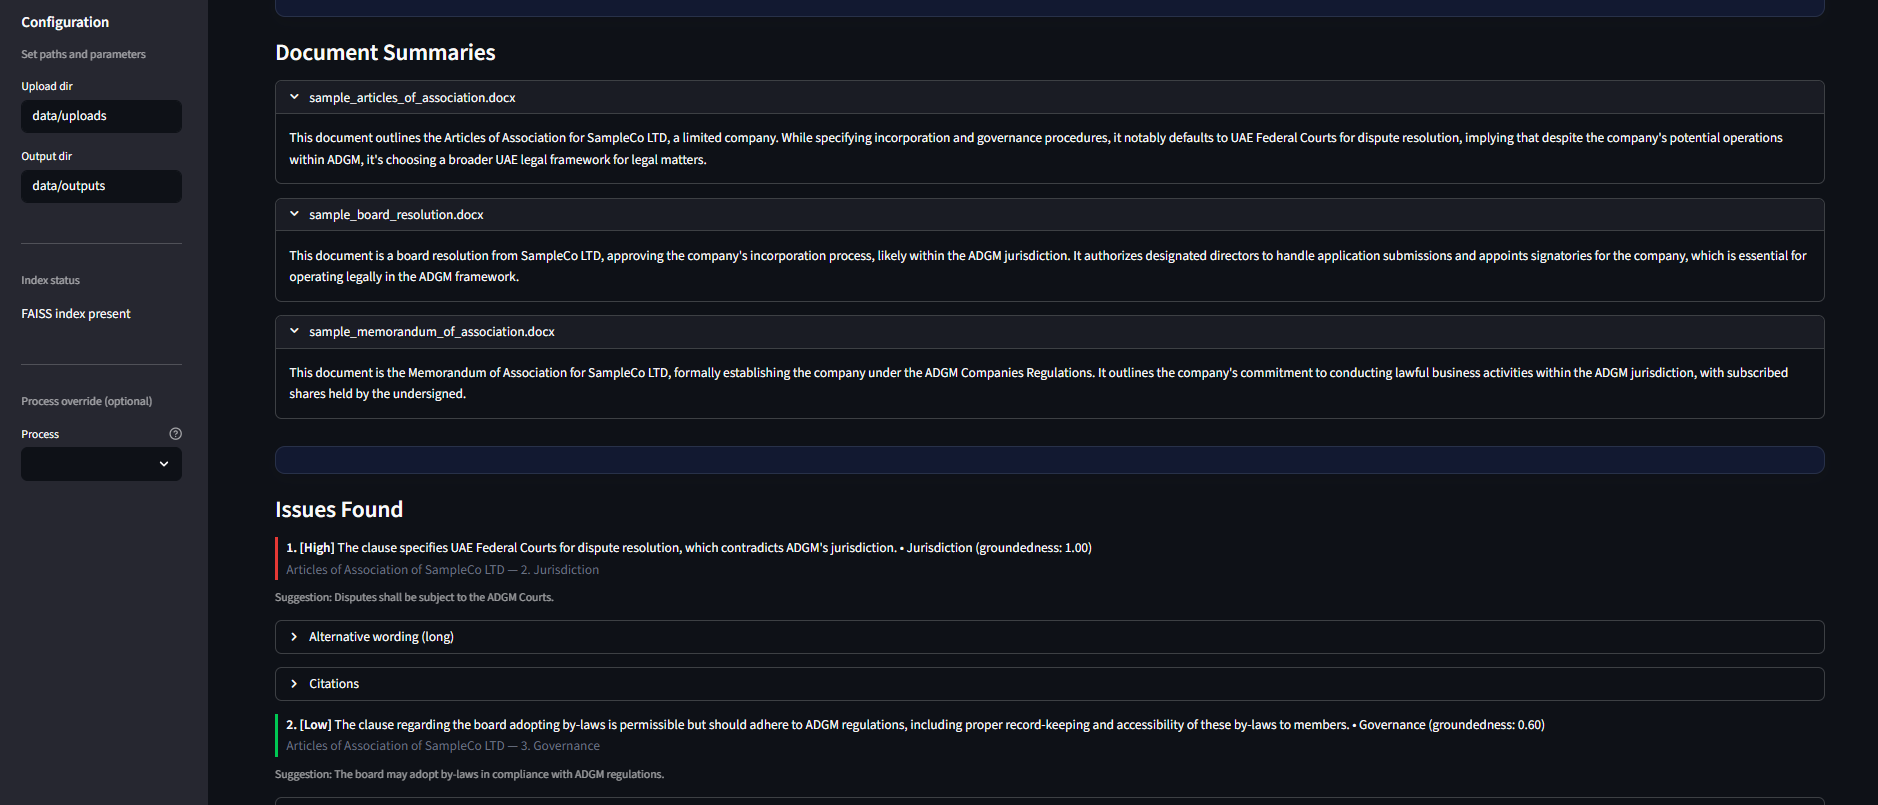 Configuration
Set paths and parameters
Upload dir
data/uploads
Output dir
data/outputs
Index status
FAISS index present
Process override (optional)
Process
Document Summaries
sample_articles_of_association.docx
This document outlines the Articles of Association for SampleCo LTD, a limited company. While specifying incorporation and governance procedures, it notably defaults to UAE Federal Courts for dispute resolution, implying that despite the company's potential operations
within ADGM, it's choosing a broader UAE legal framework for legal matters.
sample_board_resolution.docx
This document is a board resolution from SampleCo LTD, approving the company's incorporation process, likely within the ADGM jurisdiction. It authorizes designated directors to handle application submissions and appoints signatories for the company, which is essential for
operating legally in the ADGM framework.
sample_memorandum_of_association.docx
This document is the Memorandum of Association for SampleCo LTD, formally establishing the company under the ADGM Companies Regulations. It outlines the company's commitment to conducting lawful business activities within the ADGM jurisdiction, with subscribed
shares held by the undersigned.
Issues Found
1. [High] The clause specifies UAE Federal Courts for dispute resolution, which contradicts ADGM's jurisdiction. • Jurisdiction (groundedness: 1.00)
Articles of Association of SampleCo LTD — 2. Jurisdiction
Suggestion: Disputes shall be subject to the ADGM Courts.
Alternative wording (long)
Citations
2. [Low] The clause regarding the board adopting by-laws is permissible but should adhere to ADGM regulations, including proper record-keeping and accessibility of these by-laws to members. • Governance (groundedness: 0.60)
Articles of Association of SampleCo LTD — 3. Governance
Suggestion: The board may adopt by-laws in compliance with ADGM regulations.